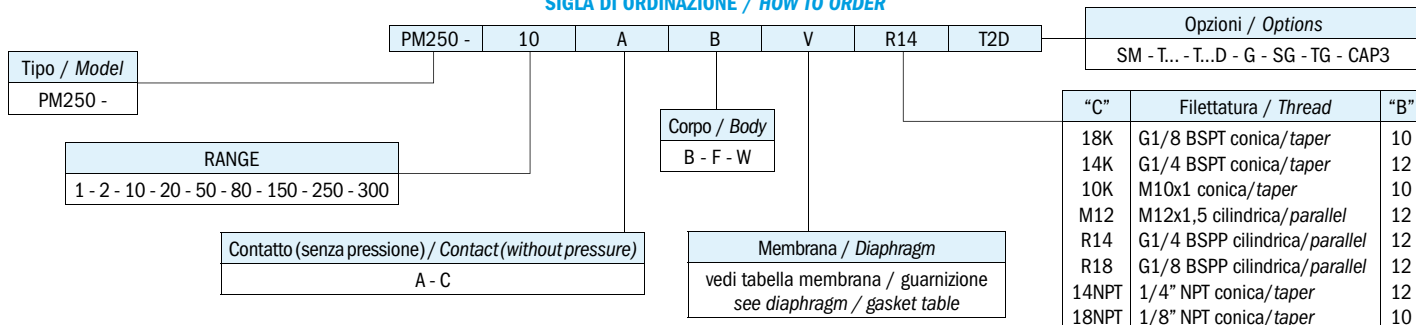 SIGLA DI ORDINAZIONE / HOW TO ORDER
PM250 - 10 A B V R14 T2D
Opzioni / Options
SM - T... - T...D - G - SG - TG - CAP3
Tipo / Model
PM250 -
RANGE
1 - 2 - 10 - 20 - 50 - 80 - 150 - 250 - 300
Contatto (senza pressione) / Contact (without pressure)
A - C
Corpo / Body
B - F - W
Membrana / Diaphragm
vedi tabella membrana / guarnizione
see diaphragm / gasket table
“C” Filettatura / Thread “B”
18K G1/8 BSPT conica/taper 10
14K G1/4 BSPT conica/taper 12
10K M10x1 conica/taper 10
M12 M12x1,5 cilindrica/parallel 12
R14 G1/4 BSPP cilindrica/parallel 12
R18 G1/8 BSPP cilindrica/parallel 12
14NPT 1/4” NPT conica/taper 12
18NPT 1/8” NPT conica/taper 10